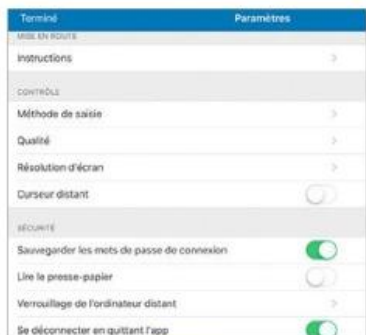 Terminé Paramètres
MISE EN ROUTE
Instructions
CONTRÔLE
Méthode de saisie
Qualité
Résolution d'écran
Curseur distant
SÉCURITÉ
Sauvegarder les mots de passe de connexion
Lire le presse-papier
Verrouillage de l'ordinateur distant
Se déconnecter en quittant l'app